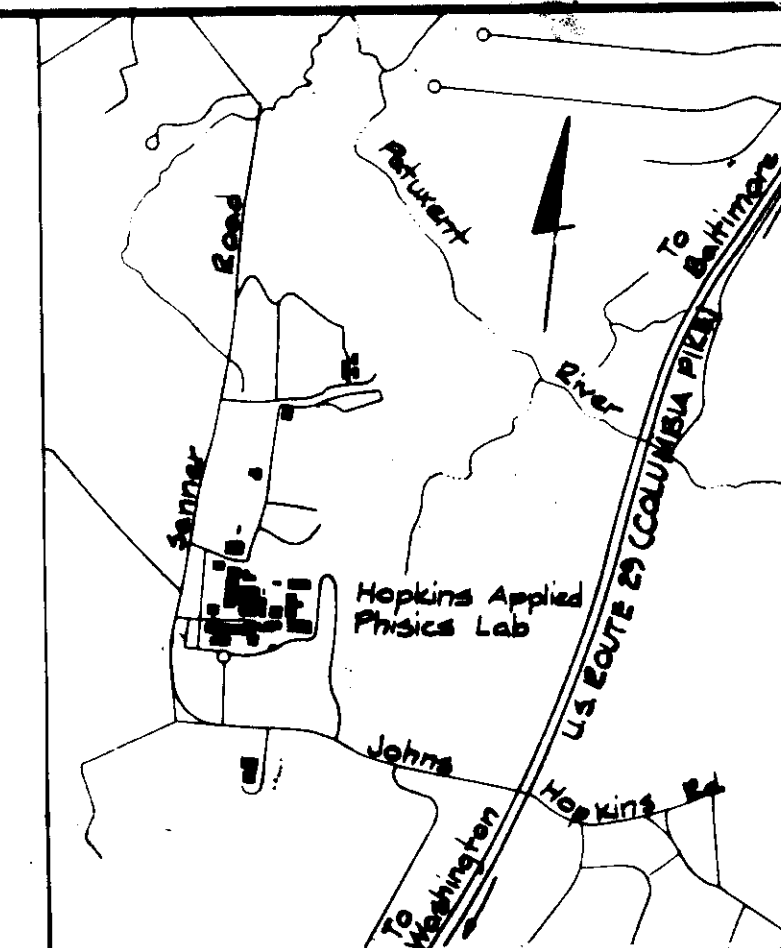 Patuxent
River
To
Baltimore
Sanner
Road
U.S ROUTE 29 (COLUMBIA PIKE)
Hopkins Applied
Phisics Lab
Johns
Hopkins Rd
To
Washington